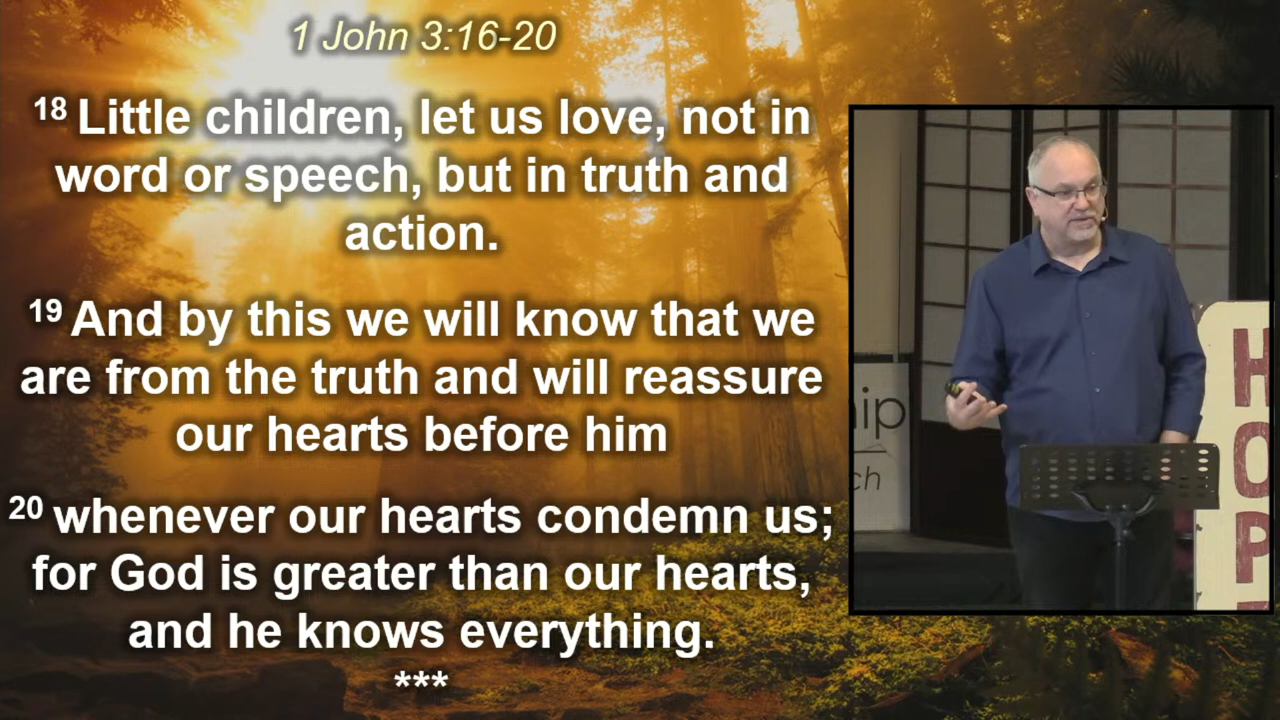 1 John 3:16-20
18 Little children, let us love, not in
word or speech, but in truth and
action.
19 And by this we will know that we
are from the truth and will reassure
our hearts before him
20 whenever our hearts condemn us;
for God is greater than our hearts,
and he knows everything.
***
hip
ch
H
O
P